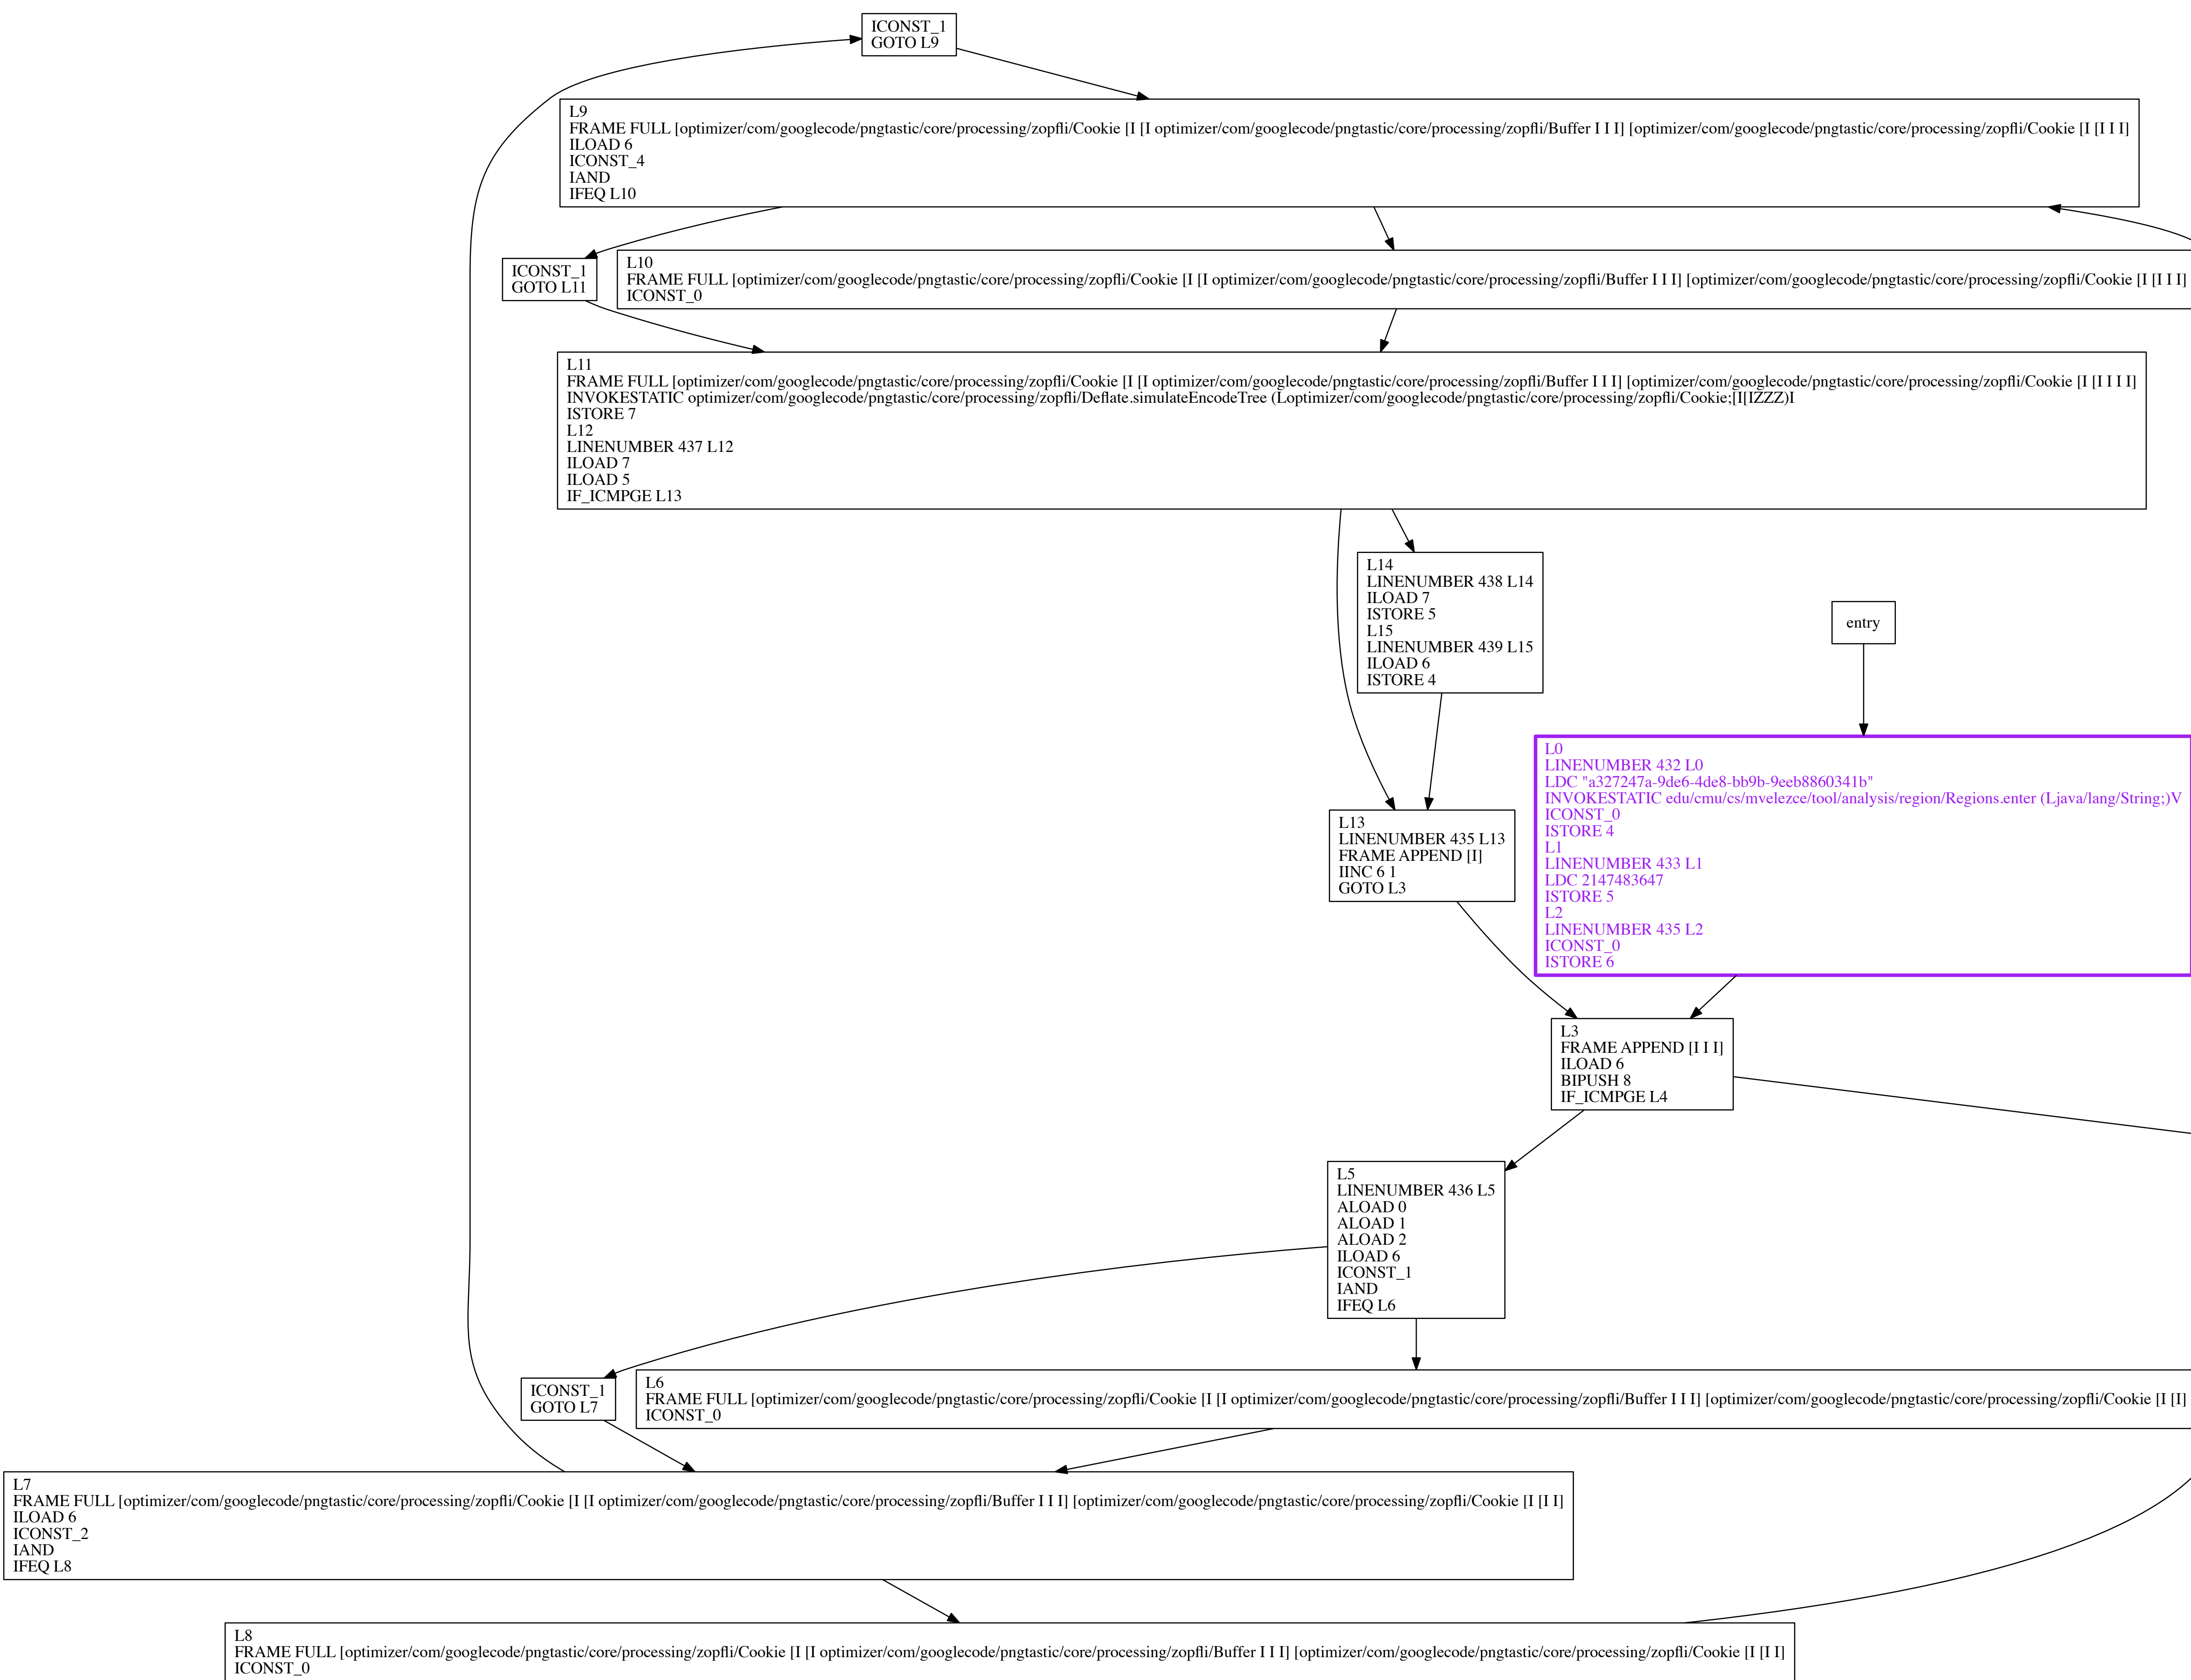 ICONST_1
GOTO L9
L9
FRAME FULL [optimizer/com/googlecode/pngtastic/core/processing/zopfli/Cookie [I [I optimizer/com/googlecode/pngtastic/core/processing/zopfli/Buffer I I I] [optimizer/com/googlecode/pngtastic/core/processing/zopfli/Cookie [I [I I I]
ILOAD 6
ICONST_4
IAND
IFEQ L10
ICONST_1
GOTO L11
L10
FRAME FULL [optimizer/com/googlecode/pngtastic/core/processing/zopfli/Cookie [I [I optimizer/com/googlecode/pngtastic/core/processing/zopfli/Buffer I I I] [optimizer/com/googlecode/pngtastic/core/processing/zopfli/Cookie [I [I I I]
ICONST_0
L11
FRAME FULL [optimizer/com/googlecode/pngtastic/core/processing/zopfli/Cookie [I [I optimizer/com/googlecode/pngtastic/core/processing/zopfli/Buffer I I I] [optimizer/com/googlecode/pngtastic/core/processing/zopfli/Cookie [I [I I I I]
INVOKESTATIC optimizer/com/googlecode/pngtastic/core/processing/zopfli/Deflate.simulateEncodeTree (Loptimizer/com/googlecode/pngtastic/core/processing/zopfli/Cookie;[I[IZZZ)I
ISTORE 7
L12
LINENUMBER 437 L12
ILOAD 7
ILOAD 5
IF_ICMPGE L13
L14
LINENUMBER 438 L14
ILOAD 7
ISTORE 5
L15
LINENUMBER 439 L15
ILOAD 6
ISTORE 4
entry
L0
LINENUMBER 432 L0
LDC "a327247a-9de6-4de8-bb9b-9eeb8860341b"
INVOKESTATIC edu/cmu/cs/mvelezce/tool/analysis/region/Regions.enter (Ljava/lang/String;)V
ICONST_0
ISTORE 4
L1
LINENUMBER 433 L1
LDC 2147483647
ISTORE 5
L2
LINENUMBER 435 L2
ICONST_0
ISTORE 6
L13
LINENUMBER 435 L13
FRAME APPEND [I]
IINC 6 1
GOTO L3
L3
FRAME APPEND [I I I]
ILOAD 6
BIPUSH 8
IF_ICMPGE L4
L5
LINENUMBER 436 L5
ALOAD 0
ALOAD 1
ALOAD 2
ILOAD 6
ICONST_1
IAND
IFEQ L6
ICONST_1
GOTO L7
L6
FRAME FULL [optimizer/com/googlecode/pngtastic/core/processing/zopfli/Cookie [I [I optimizer/com/googlecode/pngtastic/core/processing/zopfli/Buffer I I I] [optimizer/com/googlecode/pngtastic/core/processing/zopfli/Cookie [I [I]
ICONST_0
L7
FRAME FULL [optimizer/com/googlecode/pngtastic/core/processing/zopfli/Cookie [I [I optimizer/com/googlecode/pngtastic/core/processing/zopfli/Buffer I I I] [optimizer/com/googlecode/pngtastic/core/processing/zopfli/Cookie [I [I I]
ILOAD 6
ICONST_2
IAND
IFEQ L8
L8
FRAME FULL [optimizer/com/googlecode/pngtastic/core/processing/zopfli/Cookie [I [I optimizer/com/googlecode/pngtastic/core/processing/zopfli/Buffer I I I] [optimizer/com/googlecode/pngtastic/core/processing/zopfli/Cookie [I [I I]
ICONST_0